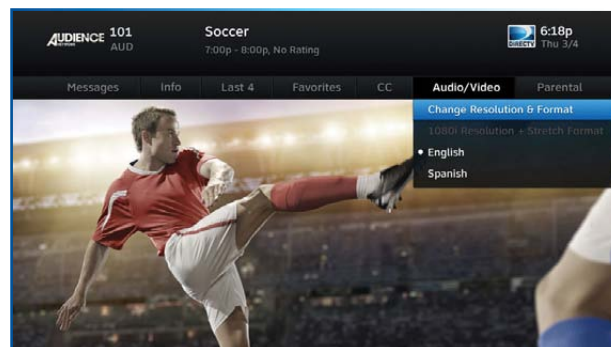 AUDIENCE 101
NETWORK AUD
Soccer
7:00p - 8:00p, No Rating
DIRECTV
6:18p
Thu 3/4
Messages Info Last 4 Favorites CC Audio/Video Parental
Change Resolution & Format
1080i Resolution + Stretch Format
• English
Spanish